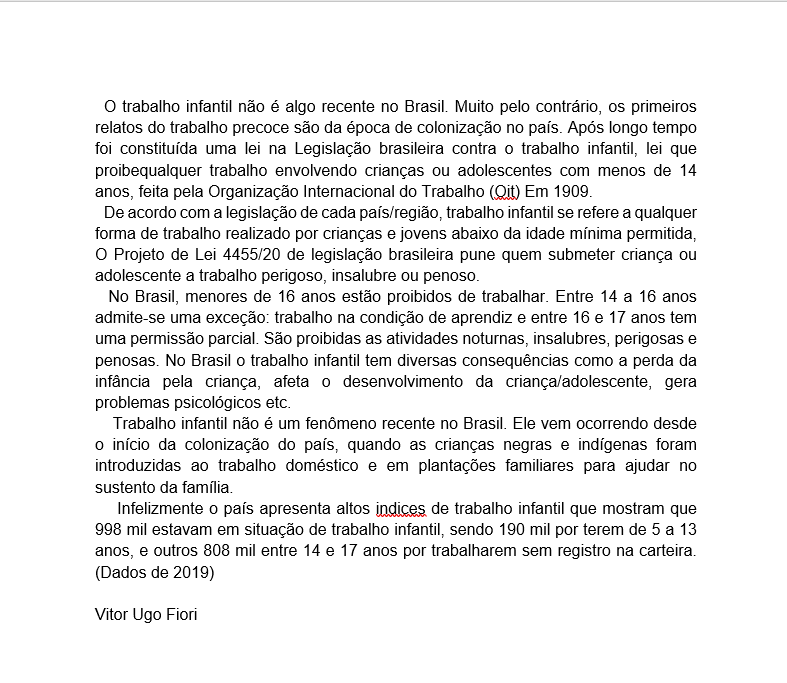 O trabalho infantil não é algo recente no Brasil. Muito pelo contrário, os primeiros
relatos do trabalho precoce são da época de colonização no país. Após longo tempo
foi constituída uma lei na Legislação brasileira contra o trabalho infantil, lei que
proibequalquer trabalho envolvendo crianças ou adolescentes com menos de 14
anos, feita pela Organização Internacional do Trabalho (Oit) Em 1909.
De acordo com a legislação de cada país/região, trabalho infantil se refere a qualquer
forma de trabalho realizado por crianças e jovens abaixo da idade mínima permitida,
O Projeto de Lei 4455/20 de legislação brasileira pune quem submeter criança ou
adolescente a trabalho perigoso, insalubre ou penoso.
No Brasil, menores de 16 anos estão proibidos de trabalhar. Entre 14 a 16 anos
admite-se uma exceção: trabalho na condição de aprendiz e entre 16 e 17 anos tem
uma permissão parcial. São proibidas as atividades noturnas, insalubres, perigosas e
penosas. No Brasil o trabalho infantil tem diversas consequências como a perda da
infância pela criança, afeta o desenvolvimento da criança/adolescente, gera
problemas psicológicos etc.
Trabalho infantil não é um fenômeno recente no Brasil. Ele vem ocorrendo desde
o início da colonização do país, quando as crianças negras e indígenas foram
introduzidas ao trabalho doméstico e em plantações familiares para ajudar no
sustento da família.
Infelizmente o país apresenta altos indices de trabalho infantil que mostram que
998 mil estavam em situação de trabalho infantil, sendo 190 mil por terem de 5 a 13
anos, e outros 808 mil entre 14 e 17 anos por trabalharem sem registro na carteira.
(Dados de 2019)
Vitor Ugo Fiori